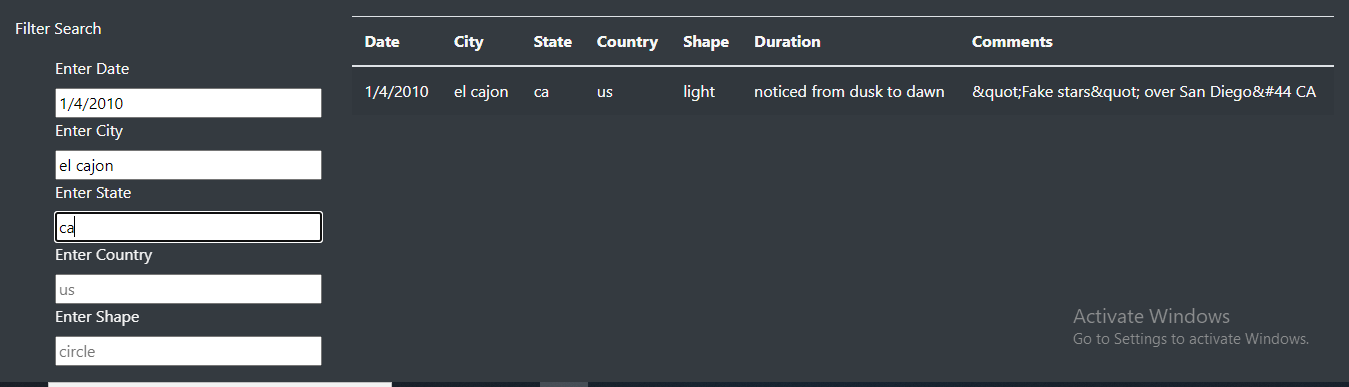 Filter Search
Enter Date
1/4/2010
Enter City
el cajon
Enter State
ca
Enter Country
us
Enter Shape
circle
Date City State Country Shape Duration Comments
1/4/2010 el cajon ca us light noticed from dusk to dawn &quot;Fake stars&quot; over San Diego&#44 CA
Activate Windows
Go to Settings to activate Windows.